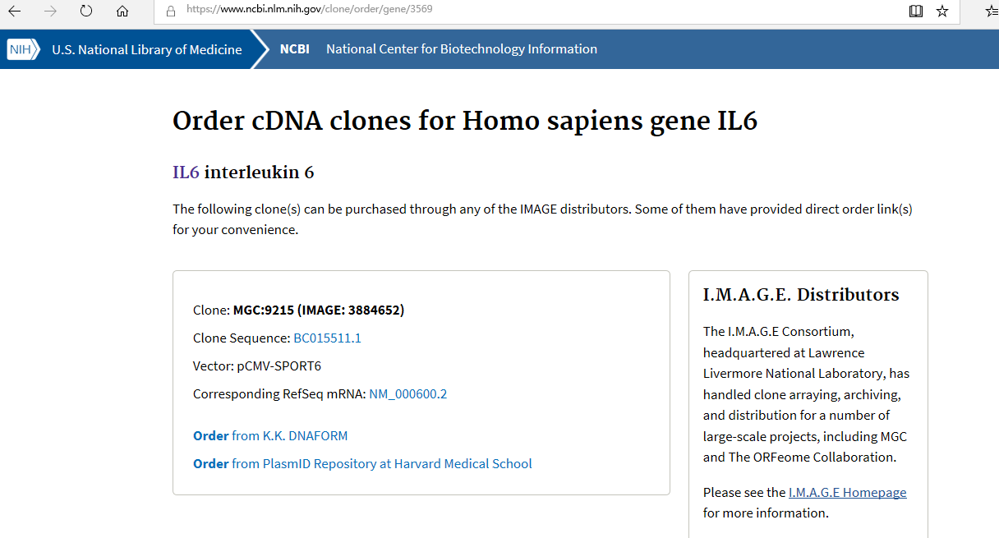 https://www.ncbi.nlm.nih.gov/clone/order/gene/3569
NIH U.S. National Library of Medicine NCBI National Center for Biotechnology Information
Order cDNA clones for Homo sapiens gene IL6
IL6 interleukin 6
The following clone(s) can be purchased through any of the IMAGE distributors. Some of them have provided direct order link(s)
for your convenience.
Clone: MGC:9215 (IMAGE: 3884652)
Clone Sequence: BC015511.1
Vector: pCMV-SPORT6
Corresponding RefSeq mRNA: NM_000600.2
Order from K.K. DNAFORM
Order from PlasmID Repository at Harvard Medical School
I.M.A.G.E. Distributors
The I.M.A.G.E Consortium,
headquartered at Lawrence
Livermore National Laboratory, has
handled clone arraying, archiving,
and distribution for a number of
large-scale projects, including MGC
and The ORFeome Collaboration.
Please see the I.M.A.G.E Homepage
for more information.